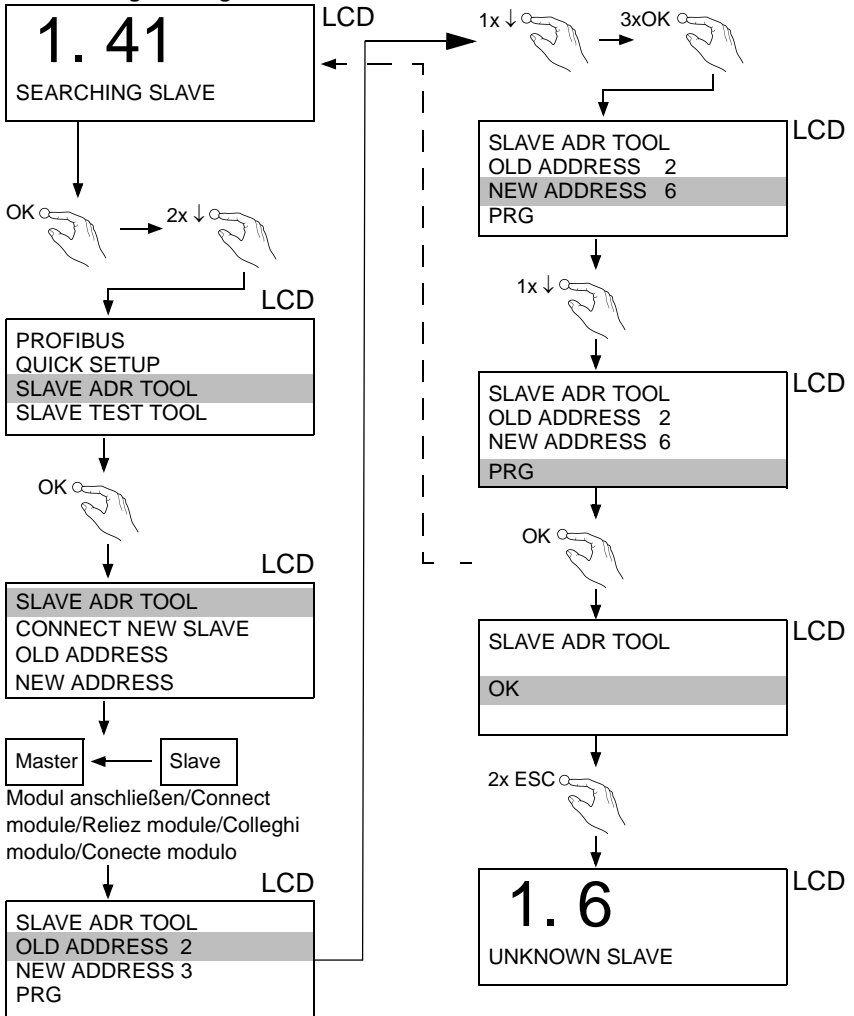 LCD
1. 41
SEARCHING SLAVE
OK
2x ↓
LCD
PROFIBUS
QUICK SETUP
SLAVE ADR TOOL
SLAVE TEST TOOL
OK
LCD
SLAVE ADR TOOL
CONNECT NEW SLAVE
OLD ADDRESS
NEW ADDRESS
Master
Slave
Modul anschließen/Connect
module/Reliez module/Colleghi
modulo/Conecte modulo
LCD
SLAVE ADR TOOL
OLD ADDRESS 2
NEW ADDRESS 3
PRG
1x ↓
3xOK
LCD
SLAVE ADR TOOL
OLD ADDRESS 2
NEW ADDRESS 6
PRG
1x ↓
LCD
SLAVE ADR TOOL
OLD ADDRESS 2
NEW ADDRESS 6
PRG
OK
LCD
SLAVE ADR TOOL
OK
2x ESC
LCD
1. 6
UNKNOWN SLAVE